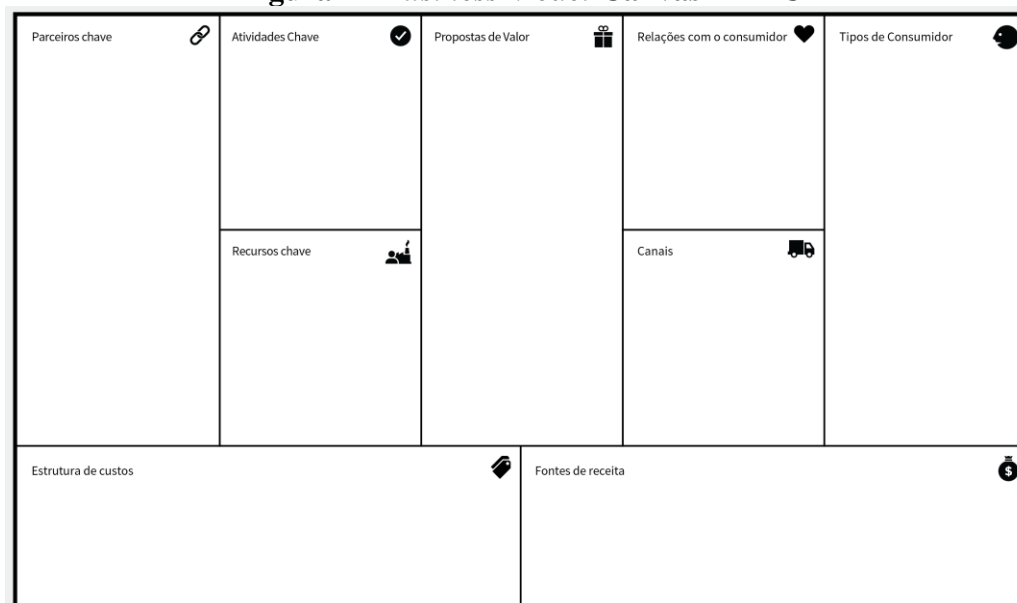 Parceiros chave
Atividades Chave
Propostas de Valor
Relações com o consumidor
Tipos de Consumidor
Recursos chave
Canais
Estrutura de custos
Fontes de receita
$